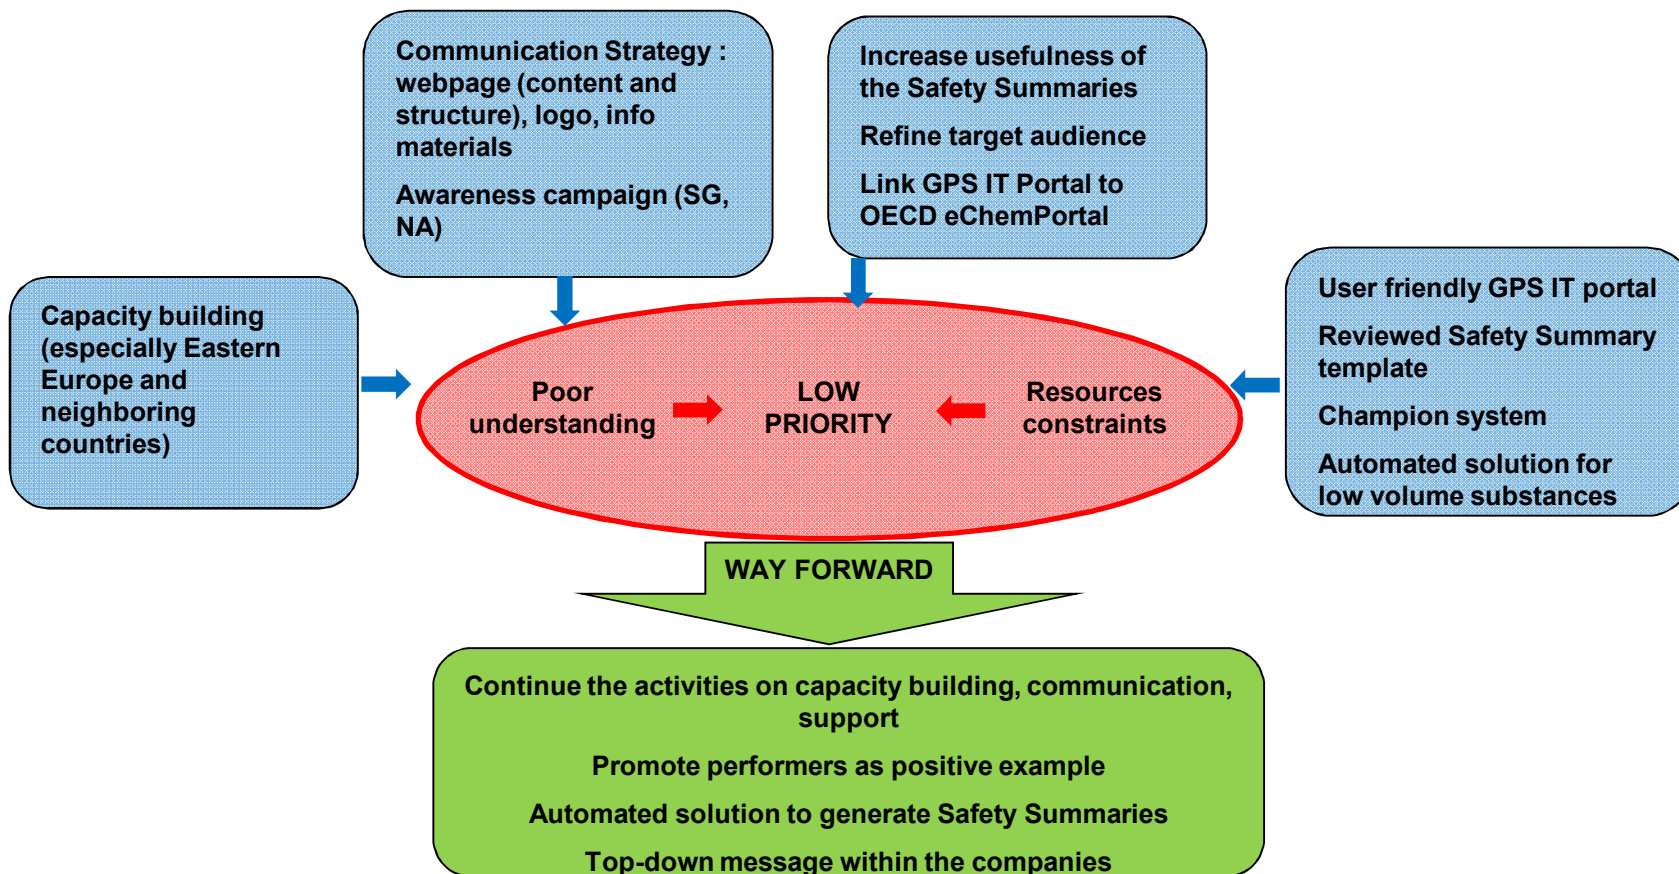 Communication Strategy :
webpage (content and
structure), logo, info
materials
Awareness campaign (SG,
NA)
Increase usefulness of
the Safety Summaries
Refine target audience
Link GPS IT Portal to
OECD eChemPortal
Capacity building
(especially Eastern
Europe and
neighboring
countries)
User friendly GPS IT portal
Reviewed Safety Summary
template
Champion system
Automated solution for
low volume substances
Poor
understanding
LOW
PRIORITY
Resources
constraints
WAY FORWARD
Continue the activities on capacity building, communication,
support
Promote performers as positive example
Automated solution to generate Safety Summaries
Top-down message within the companies